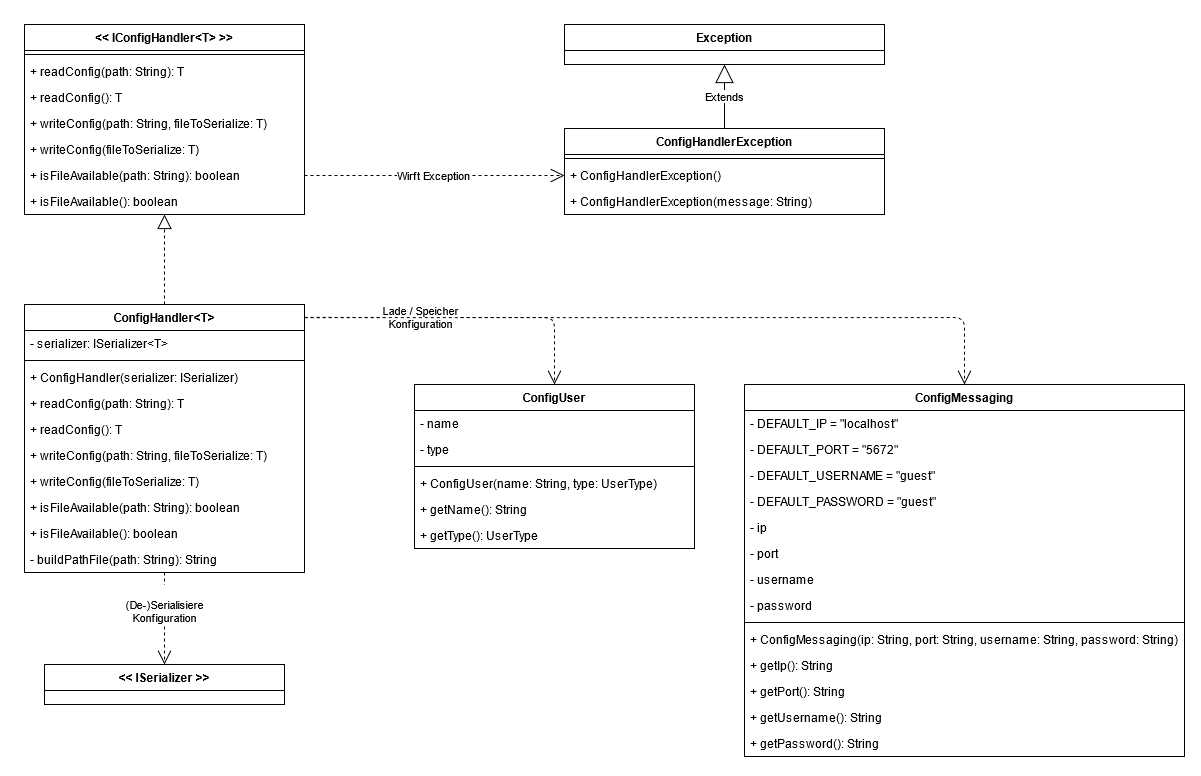 << IConfigHandler<T> >>
+ readConfig(path: String): T
+ readConfig(): T
+ writeConfig(path: String, fileToSerialize: T)
+ writeConfig(fileToSerialize: T)
+ isFileAvailable(path: String): boolean
+ isFileAvailable(): boolean
Exception
Extends
ConfigHandlerException
+ ConfigHandlerException()
+ ConfigHandlerException(message: String)
Wirft Exception
ConfigHandler<T>
- serializer: ISerializer<T>
+ ConfigHandler(serializer: ISerializer)
+ readConfig(path: String): T
+ readConfig(): T
+ writeConfig(path: String, fileToSerialize: T)
+ writeConfig(fileToSerialize: T)
+ isFileAvailable(path: String): boolean
+ isFileAvailable(): boolean
- buildPathFile(path: String): String
Lade / Speicher
Konfiguration
ConfigUser
- name
- type
+ ConfigUser(name: String, type: UserType)
+ getName(): String
+ getType(): UserType
ConfigMessaging
- DEFAULT_IP = "localhost"
- DEFAULT_PORT = "5672"
- DEFAULT_USERNAME = "guest"
- DEFAULT_PASSWORD = "guest"
- ip
- port
- username
- password
+ ConfigMessaging(ip: String, port: String, username: String, password: String)
+ getIp(): String
+ getPort(): String
+ getUsername(): String
+ getPassword(): String
(De-)Serialisiere
Konfiguration
<< ISerializer >>